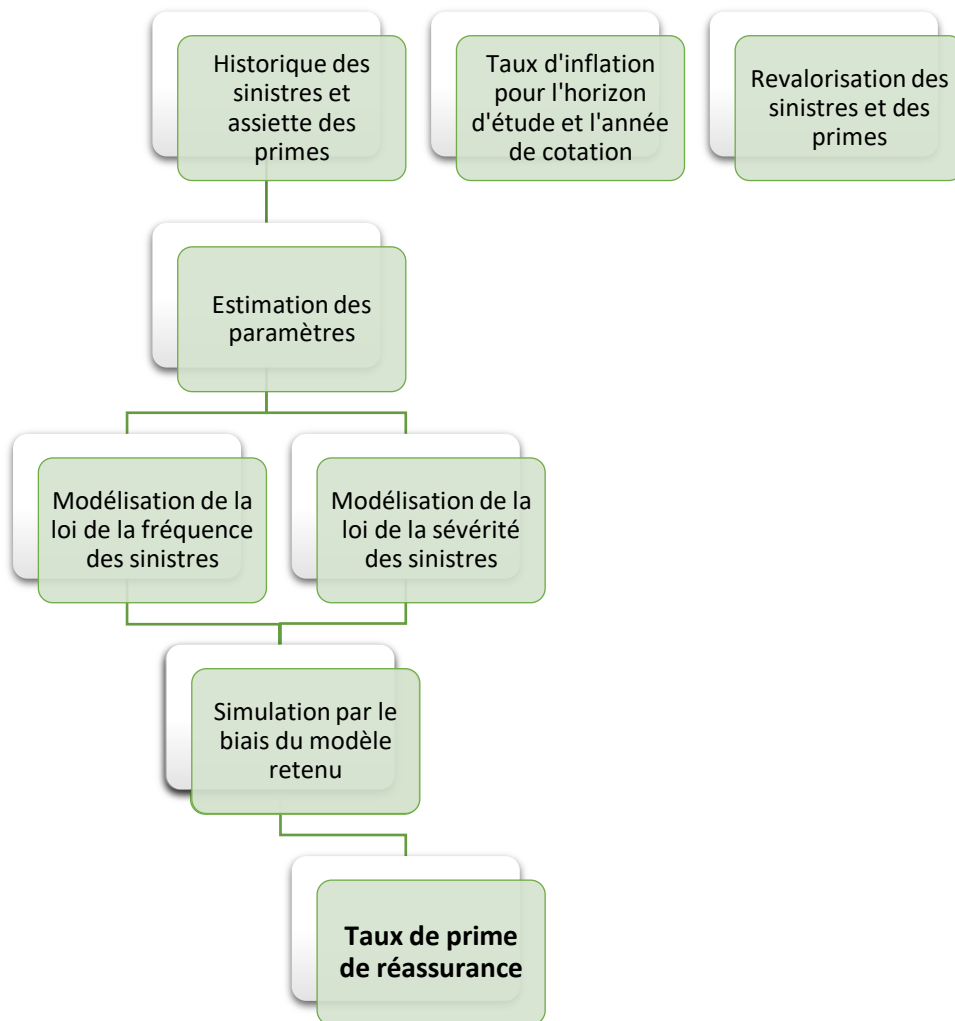 Historique des
sinistres et
assiette des
primes
Taux d'inflation
pour l'horizon
d'étude et l'année
de cotation
Revalorisation des
sinistres et des
primes
Estimation des
paramètres
Modélisation de la
loi de la fréquence
des sinistres
Modélisation de la
loi de la sévérité
des sinistres
Simulation par le
biais du modèle
retenu
Taux de prime
de réassurance